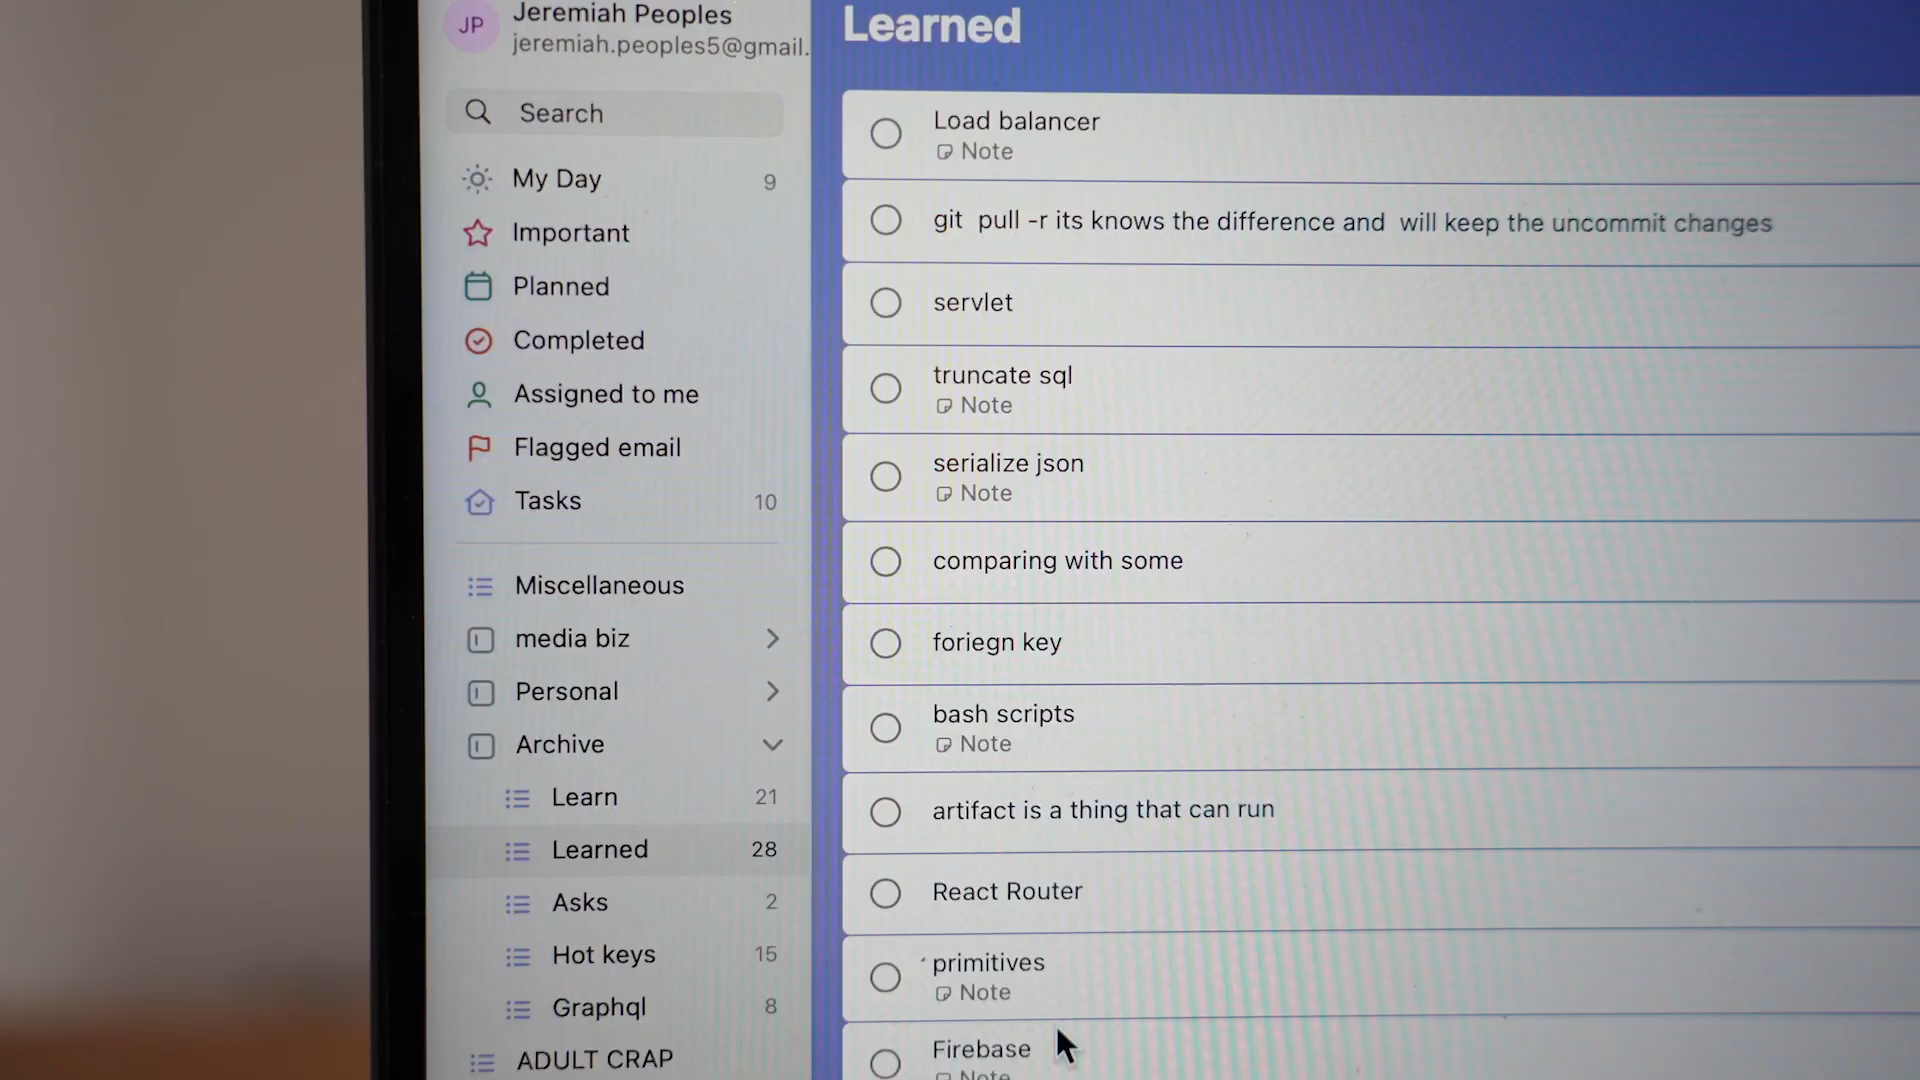 JP
Jeremiah Peoples
jeremiah.peoples5@gmail.
Search
My Day 9
Important
Planned
Completed
Assigned to me
Flagged email
Tasks 10
Miscellaneous
media biz
Personal
Archive
Learn 21
Learned 28
Asks 2
Hot keys 15
Graphql 8
ADULT CRAP
Learned
Load balancer
Note
git pull -r its knows the difference and will keep the uncommit changes
servlet
truncate sql
Note
serialize json
Note
comparing with some
foriegn key
bash scripts
Note
artifact is a thing that can run
React Router
primitives
Note
Firebase
Note